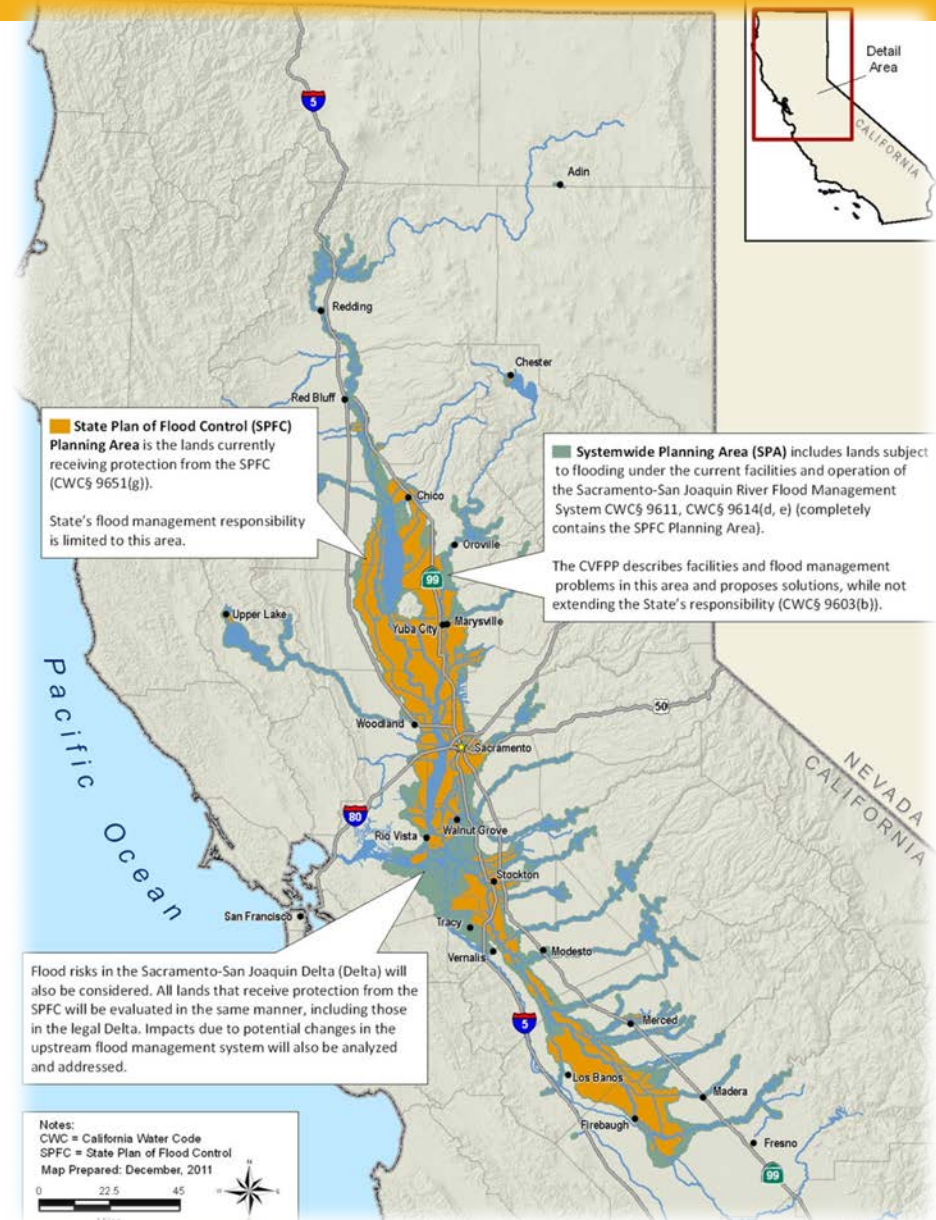 Detail
Area
CALIFORNIA
5
Adin
Redding
Chester
Red Bluff
State Plan of Flood Control (SPFC)
Planning Area is the lands currently
receiving protection from the SPFC
(CWC§ 9651(g)).
State's flood management responsibility
is limited to this area.
Systemwide Planning Area (SPA) includes lands subject
to flooding under the current facilities and operation of
the Sacramento-San Joaquin River Flood Management
System CWC§ 9611, CWC§ 9614(d, e) (completely
contains the SPFC Planning Area).
The CVFPP describes facilities and flood management
problems in this area and proposes solutions, while not
extending the State's responsibility (CWC§ 9603(b)).
Chico
Oroville
99
Upper Lake
Yuba City
Marysville
Pacific Ocean
50
Woodland
Sacramento
NEVADA
CALIFORNIA
80
Rio Vista
Walnut Grove
Stockton
San Francisco
Tracy
Vernalis
Modesto
Flood risks in the Sacramento-San Joaquin Delta (Delta) will
also be considered. All lands that receive protection from the
SPFC will be evaluated in the same manner, including those
in the legal Delta. Impacts due to potential changes in the
upstream flood management system will also be analyzed
and addressed.
5
Merced
Los Banos
Madera
Firebaugh
Fresno
99
Notes:
CWC = California Water Code
SPFC = State Plan of Flood Control
Map Prepared: December, 2011
0 22.5 45